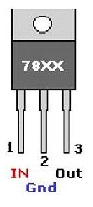 78XX
1 2 3
IN Out
Gnd